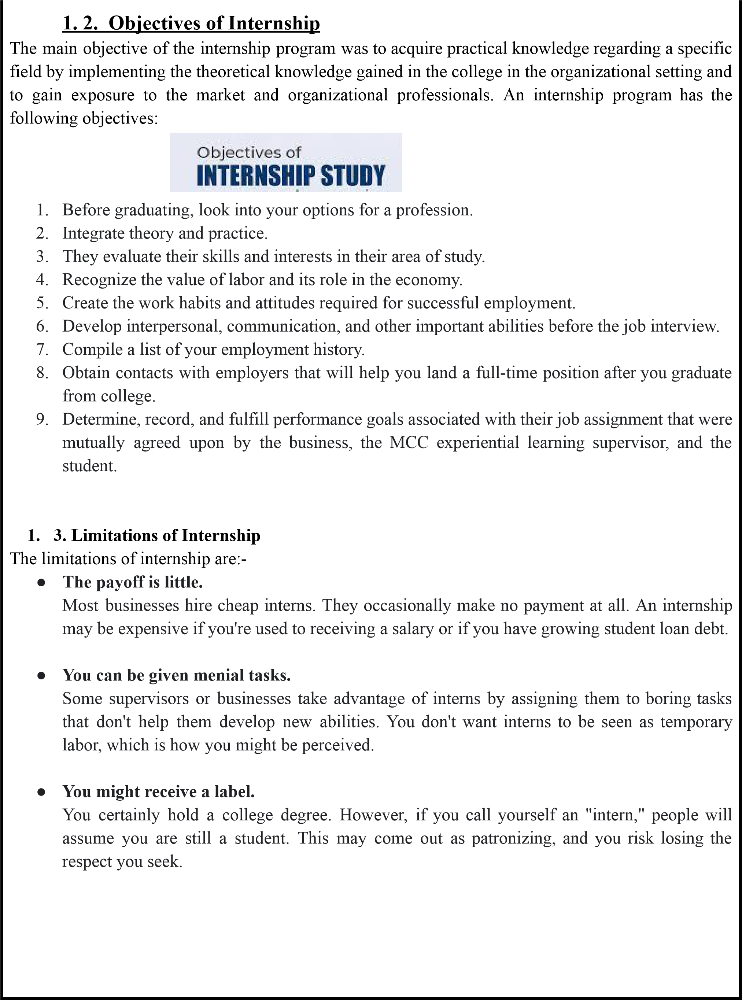 1. 2. Objectives of Internship
The main objective of the internship program was to acquire practical knowledge regarding a specific
field by implementing the theoretical knowledge gained in the college in the organizational setting and
to gain exposure to the market and organizational professionals. An internship program has the
following objectives:
Objectives of
INTERNSHIP STUDY
1. Before graduating, look into your options for a profession.
2. Integrate theory and practice.
3. They evaluate their skills and interests in their area of study.
4. Recognize the value of labor and its role in the economy.
5. Create the work habits and attitudes required for successful employment.
6. Develop interpersonal, communication, and other important abilities before the job interview.
7. Compile a list of your employment history.
8. Obtain contacts with employers that will help you land a full-time position after you graduate
from college.
9. Determine, record, and fulfill performance goals associated with their job assignment that were
mutually agreed upon by the business, the MCC experiential learning supervisor, and the
student.
1. 3. Limitations of Internship
The limitations of internship are:-
● The payoff is little.
Most businesses hire cheap interns. They occasionally make no payment at all. An internship
may be expensive if you're used to receiving a salary or if you have growing student loan debt.
● You can be given menial tasks.
Some supervisors or businesses take advantage of interns by assigning them to boring tasks
that don't help them develop new abilities. You don't want interns to be seen as temporary
labor, which is how you might be perceived.
● You might receive a label.
You certainly hold a college degree. However, if you call yourself an "intern," people will
assume you are still a student. This may come out as patronizing, and you risk losing the
respect you seek.